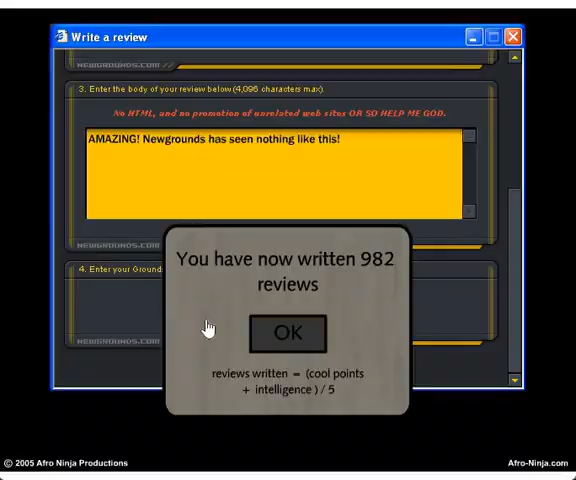 Write a review
NEWGROUNDS.COM //
3. Enter the body of your review below (4,096 characters max).
No HTML, and no promotion of unrelated web sites OR SO HELP ME GOD.
AMAZING! Newgrounds has seen nothing like this!
NEWGROUNDS.COM
You have now written 982
reviews
4. Enter your Ground
OK
NEWGROUNDS.COM
reviews written = (cool points
+ intelligence ) / 5
© 2005 Afro Ninja Productions
Afro-Ninja.com